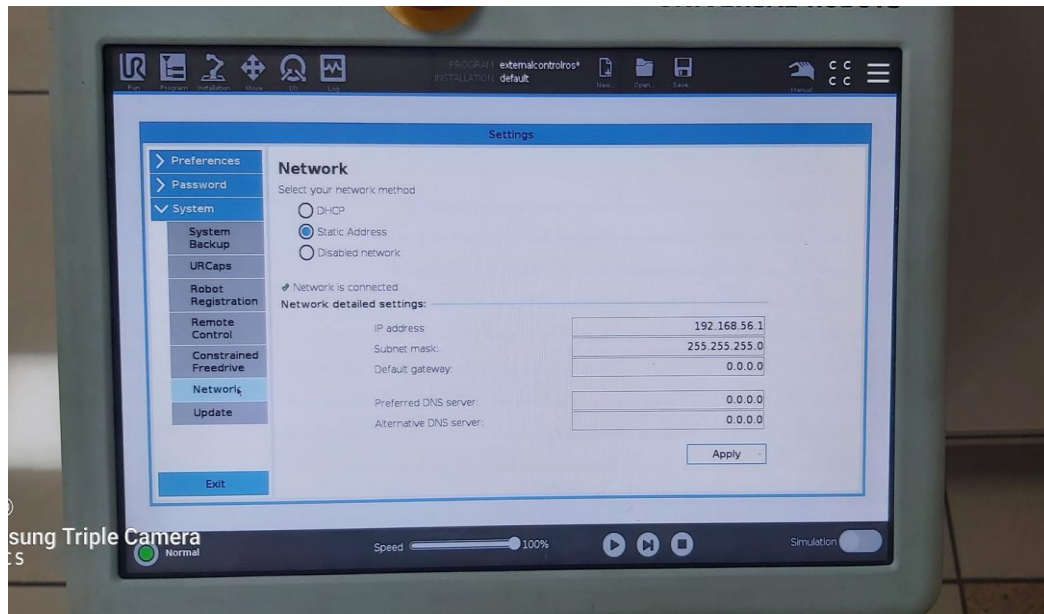 UNIVERSAL ROBOTS
UR
PROGRAM externalcontrolros*
INSTALLATION default
Run Program Installation Move I/O Log New... Open... Save... Manual
C C
C C
Settings
Preferences
Password
System
System
Backup
URCaps
Robot
Registration
Remote
Control
Constrained
Freedrive
Network
Update
Exit
Network
Select your network method
DHCP
Static Address
Disabled network
Network is connected
Network detailed settings:
IP address 192.168.56.1
Subnet mask: 255.255.255.0
Default gateway: 0.0.0.0
Preferred DNS server: 0.0.0.0
Alternative DNS server: 0.0.0.0
Apply
Normal
Speed 100%
Simulation
sung Triple Camera